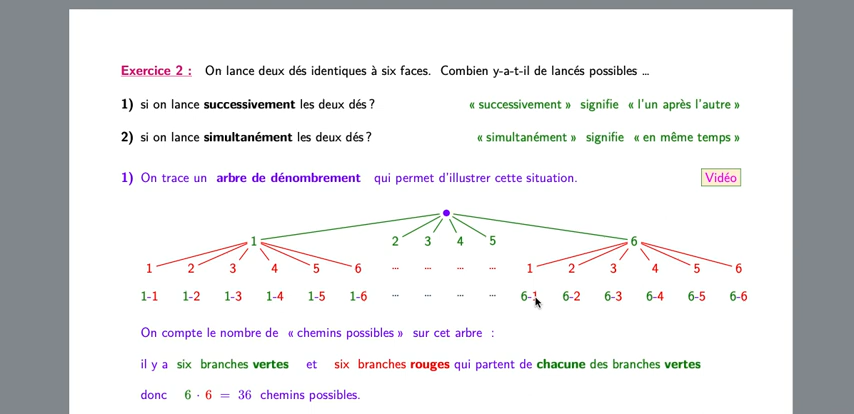 Exercice 2 : On lance deux dés identiques à six faces. Combien y-a-t-il de lancés possibles ...
1) si on lance successivement les deux dés ? « successivement » signifie « l'un après l'autre »
2) si on lance simultanément les deux dés ? « simultanément » signifie « en même temps »
1) On trace un arbre de dénombrement qui permet d'illustrer cette situation. Vidéo
1 2 3 4 5 6
1 2 3 4 5 6 ... ... ... ... 1 2 3 4 5 6
1-1 1-2 1-3 1-4 1-5 1-6 ... ... ... ... 6-1 6-2 6-3 6-4 6-5 6-6
On compte le nombre de « chemins possibles » sur cet arbre :
il y a six branches vertes et six branches rouges qui partent de chacune des branches vertes
donc 6 · 6 = 36 chemins possibles.